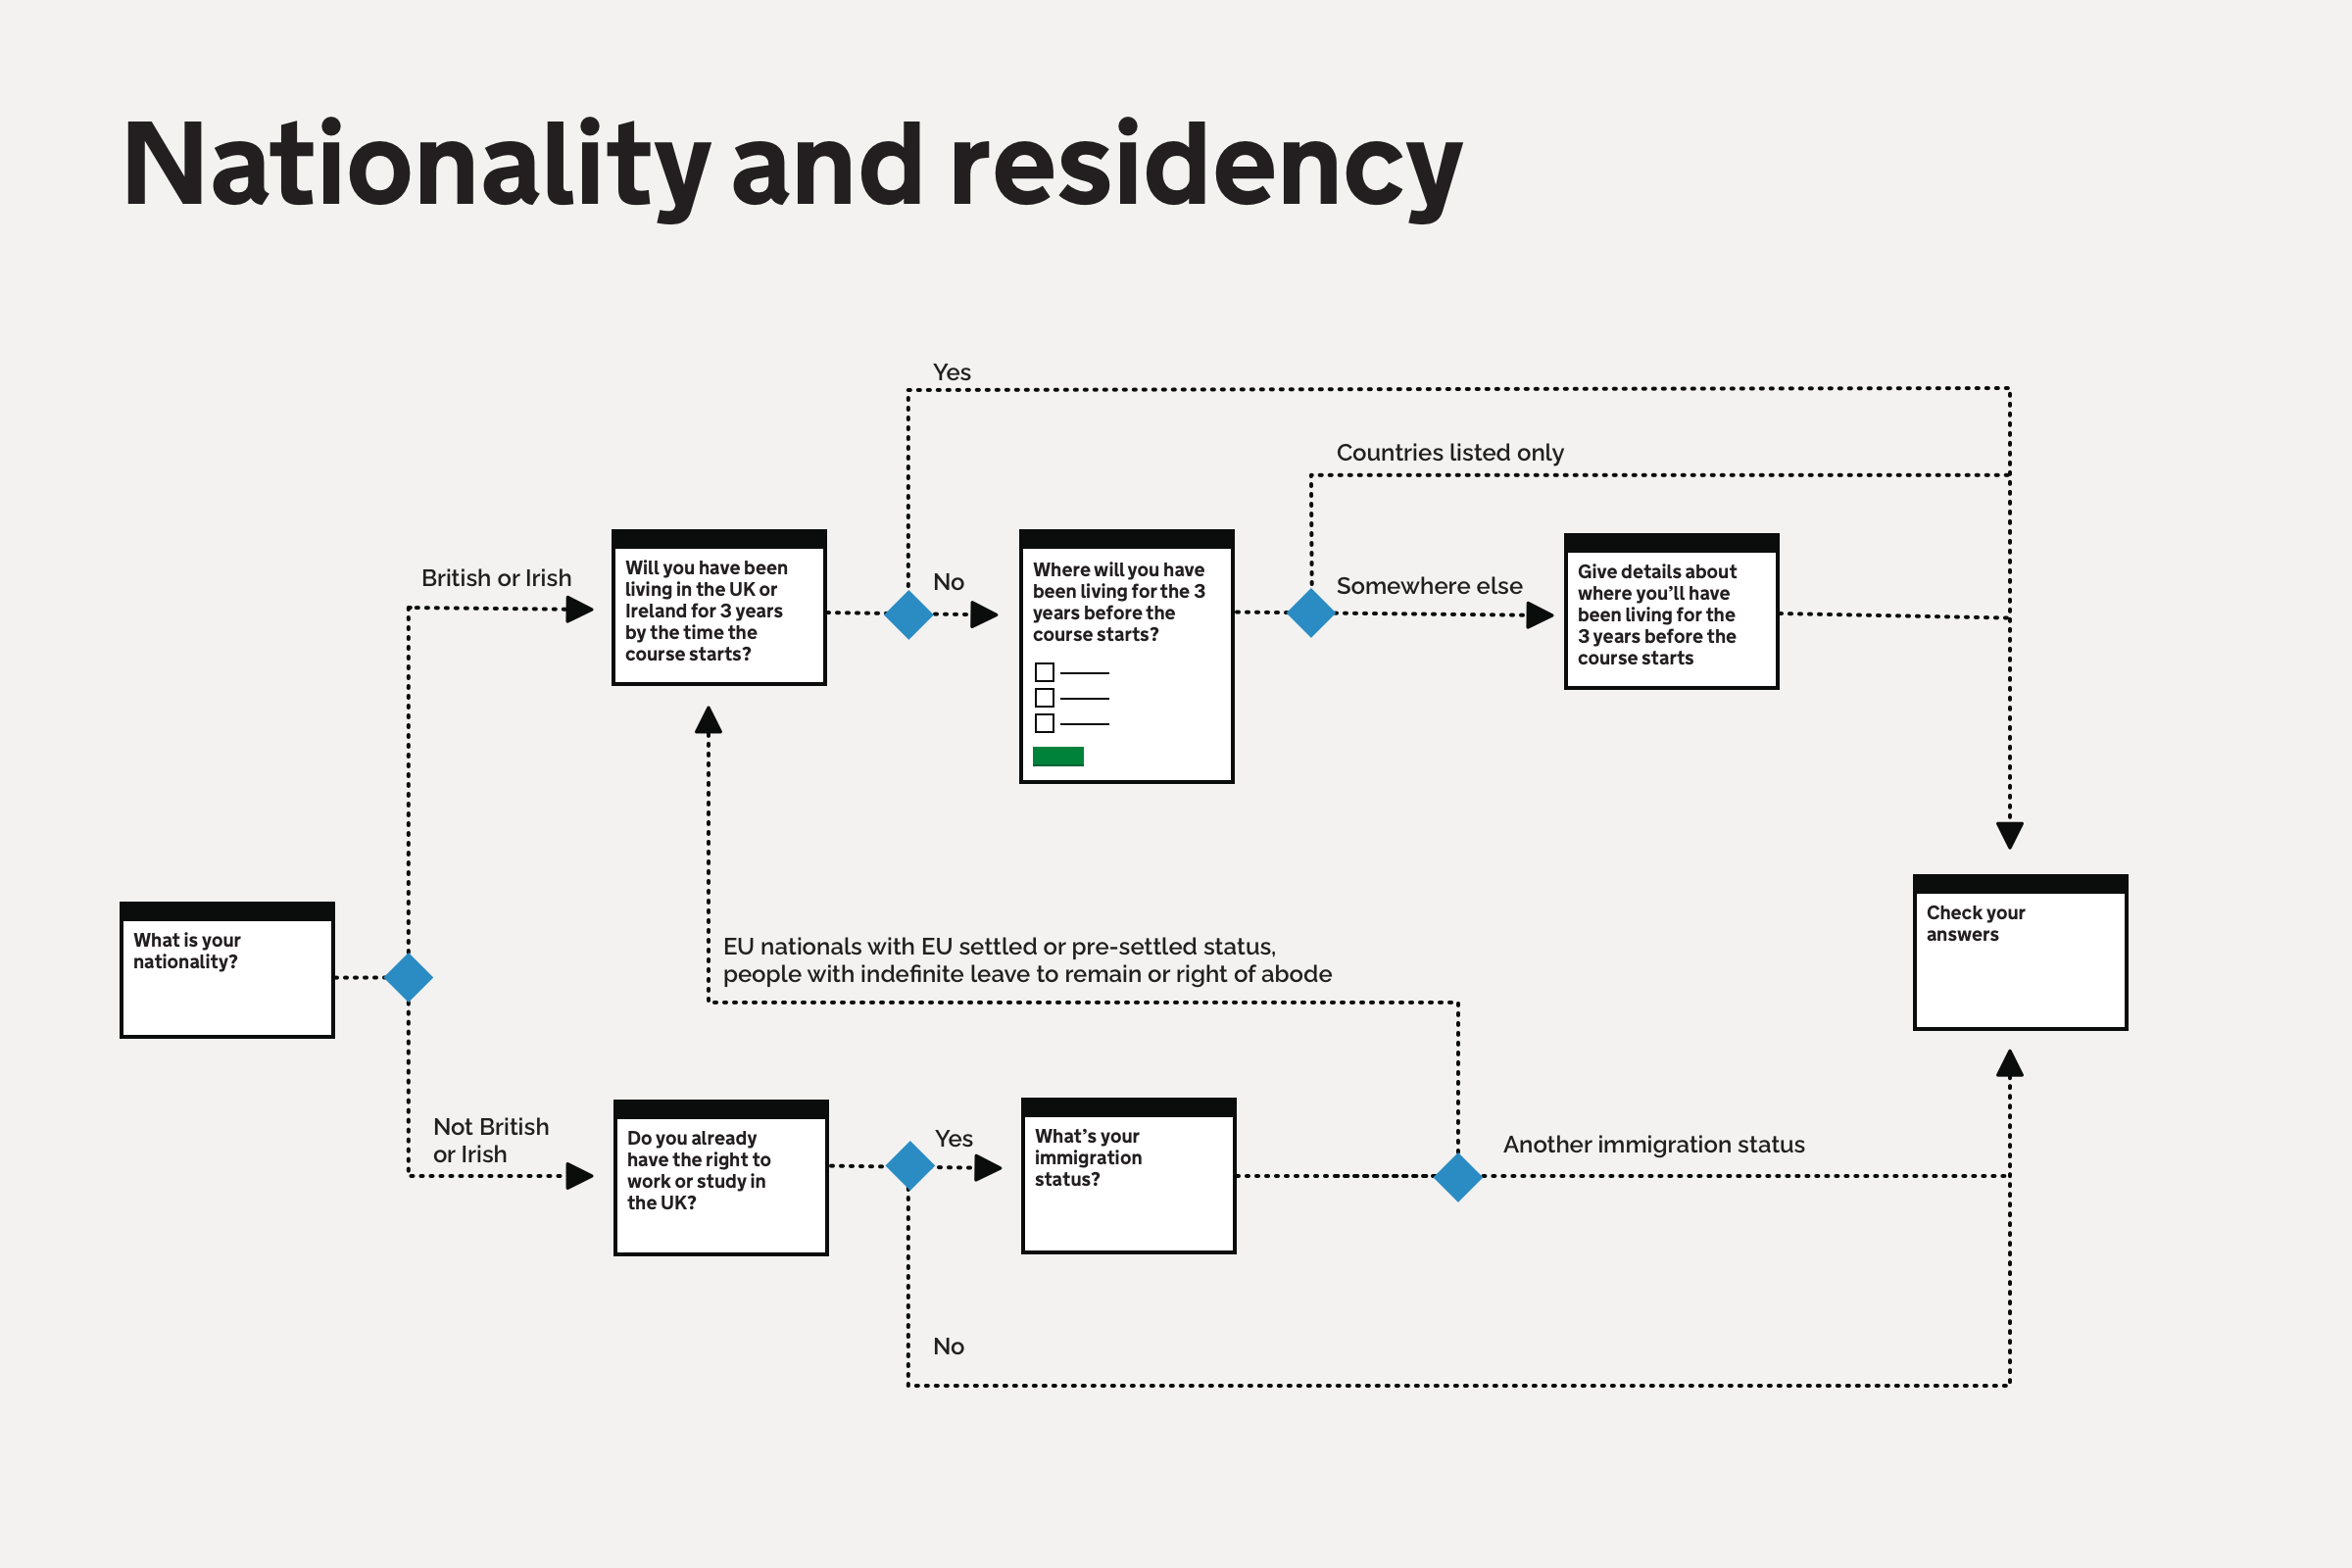 Nationality and residency
Yes
Countries listed only
British or Irish
Will you have been
living in the UK or
Ireland for 3 years
by the time the
course starts?
No
Where will you have
been living for the 3
years before the
course starts?
Somewhere else
Give details about
where you’ll have
been living for the
3 years before the
course starts
What is your
nationality?
EU nationals with EU settled or pre-settled status,
people with indefinite leave to remain or right of abode
Check your
answers
Not British
or Irish
Do you already
have the right to
work or study in
the UK?
Yes
What’s your
immigration
status?
Another immigration status
No